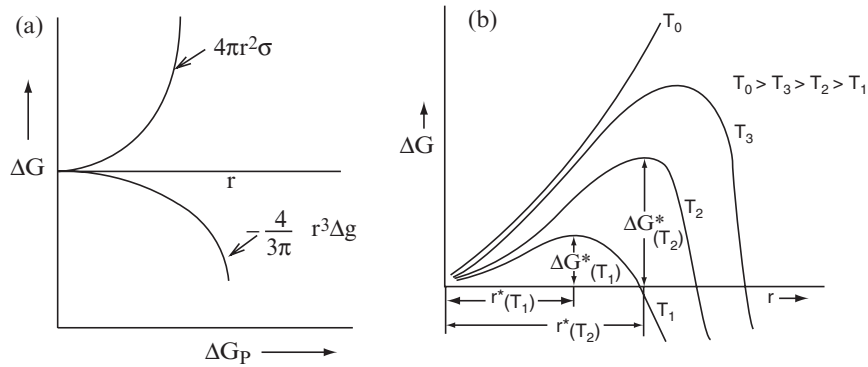 (a)
4πr²σ
ΔG
r
− 4/3π r³Δg
ΔG_P
(b)
T₀
T₀ > T₃ > T₂ > T₁
ΔG
T₃
T₂
ΔG*(T₂)
ΔG*(T₁)
r*(T₁)
r
T₁
r*(T₂)